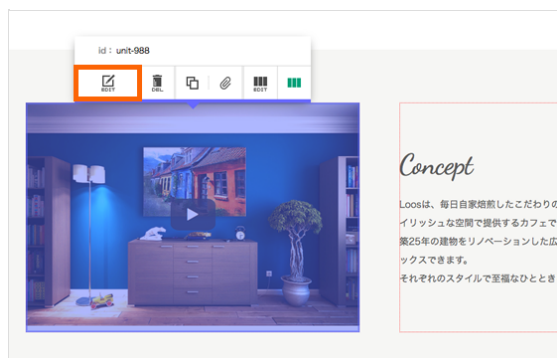 id： unit-988
EDIT
DEL
EDIT
Concept
Loosは、毎日自家焙煎したこだわりの
イリッシュな空間で提供するカフェで
築25年の建物をリノベーションした広
ックスできます。
それぞれのスタイルで至福なひととき